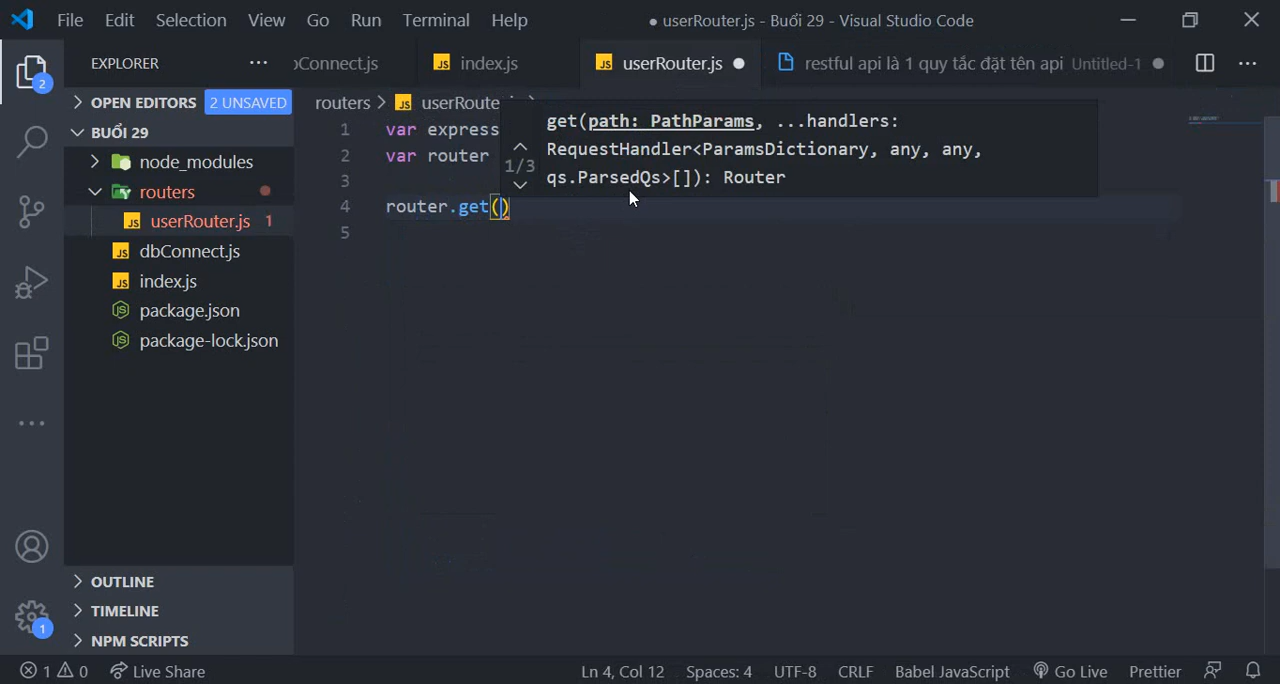 File Edit Selection View Go Run Terminal Help ● userRouter.js - Buổi 29 - Visual Studio Code
EXPLORER
bConnect.js
index.js
userRouter.js
restful api là 1 quy tắc đặt tên api Untitled-1
OPEN EDITORS 2 UNSAVED
BUỔI 29
node_modules
routers
userRouter.js 1
dbConnect.js
index.js
package.json
package-lock.json
OUTLINE
TIMELINE
NPM SCRIPTS
2
1
routers > JS userRoute
1 var express
2 var router
3
4 router.get()
5
1/3
get(path: PathParams, ...handlers:
RequestHandler<ParamsDictionary, any, any,
qs.ParsedQs>[]): Router
1 0 Live Share Ln 4, Col 12 Spaces: 4 UTF-8 CRLF Babel JavaScript Go Live Prettier